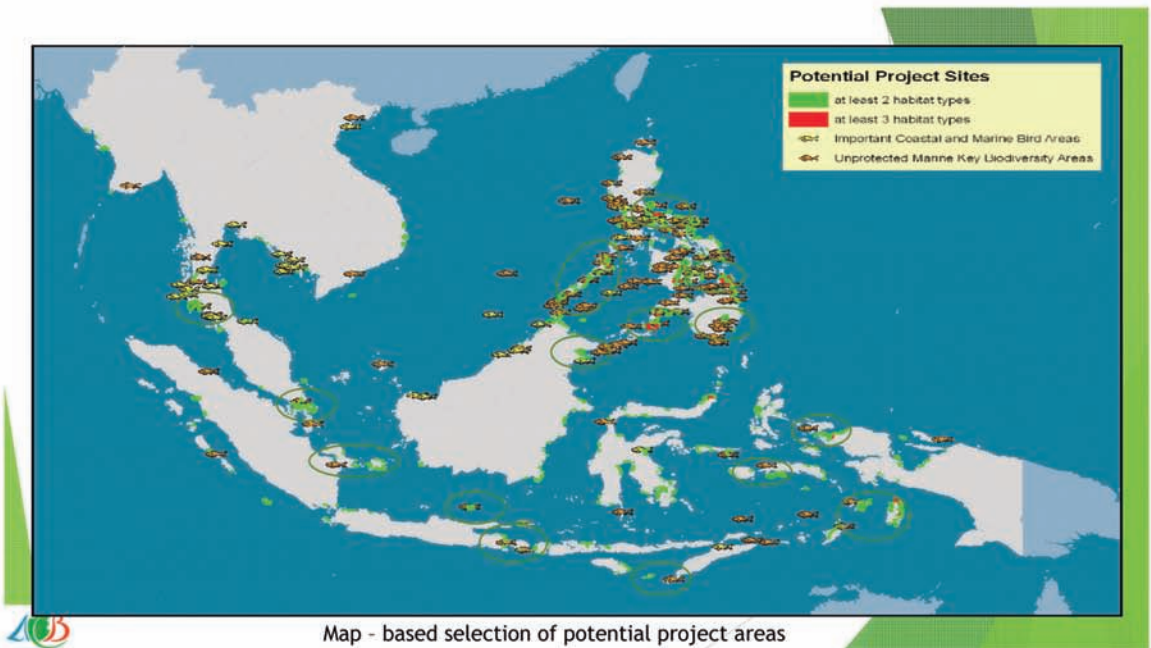 Potential Project Sites
at least 2 habitat types
at least 3 habitat types
Important Coastal and Marine Bird Areas
Unprotected Marine Key Biodiversity Areas
ACB
Map - based selection of potential project areas